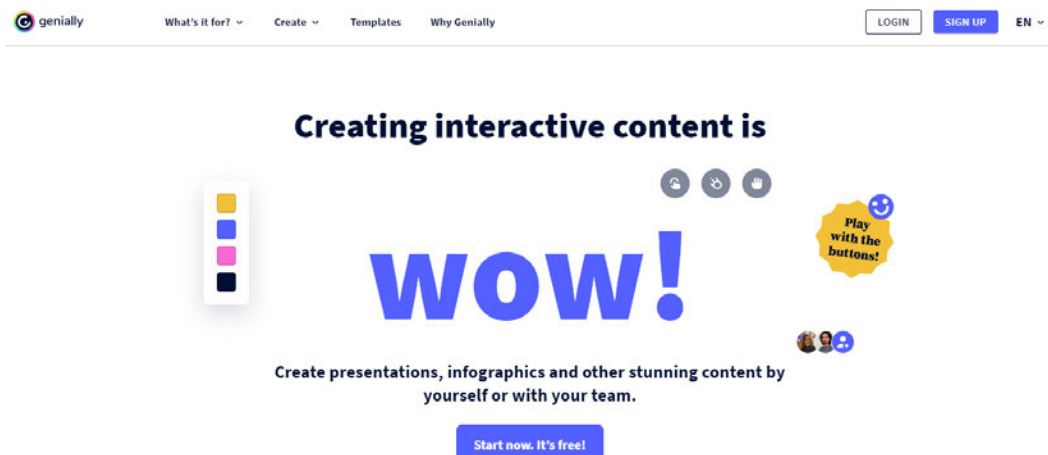 genially
What's it for?
Create
Templates
Why Genially
LOGIN
SIGN UP
EN
Creating interactive content is
wow!
Play
with the
buttons!
Create presentations, infographics and other stunning content by
yourself or with your team.
Start now. It's free!